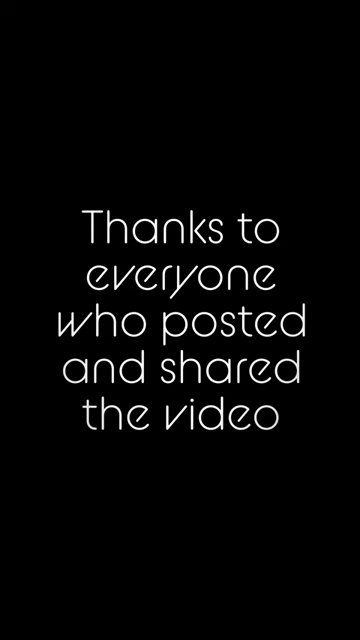 Thanks to
everyone
who posted
and shared
the video